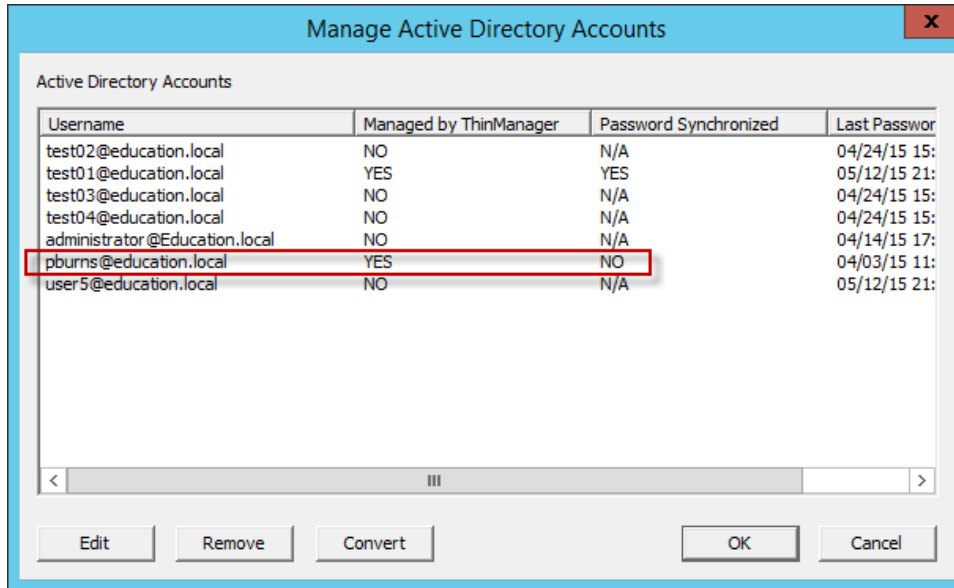 Manage Active Directory Accounts
x
Active Directory Accounts
Username Managed by ThinManager Password Synchronized Last Passwor
test02@education.local NO N/A 04/24/15 15:
test01@education.local YES YES 05/12/15 21:
test03@education.local NO N/A 04/24/15 15:
test04@education.local NO N/A 04/24/15 15:
administrator@Education.local NO N/A 04/14/15 17:
pburns@education.local YES NO 04/03/15 11:
user5@education.local NO N/A 05/12/15 21:
Edit Remove Convert OK Cancel